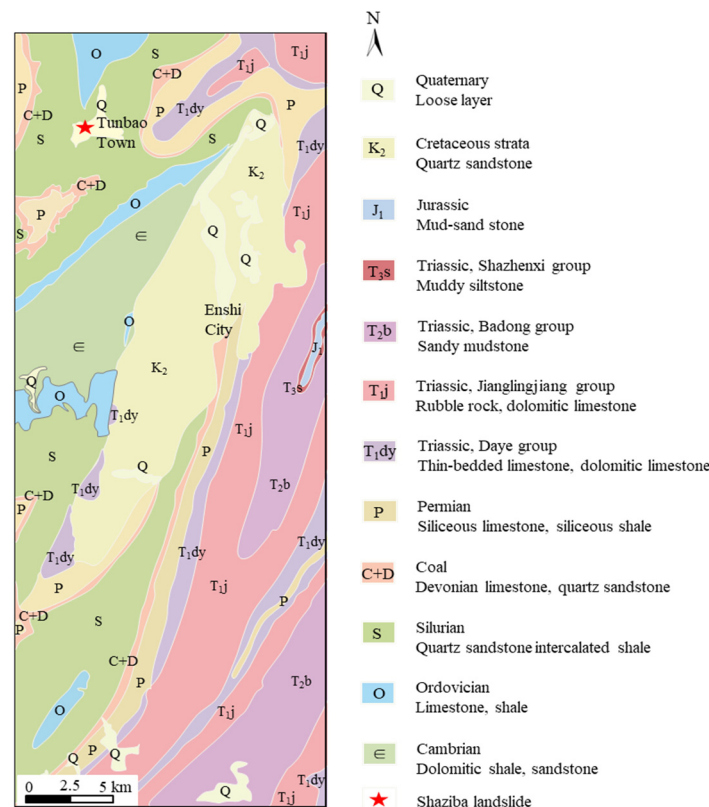 N
O
S
T₁j
T₁j
P
C+D
C+D
Q
P
T₁dy
P
Tunbao
Town
S
S
Q
T₁dy
K₂
C+D
P
O
T₁j
S
∈
Q
Q
Enshi
City
O
∈
J₁
K₂
Q
T₃s
O
T₁dy
T₁j
S
P
Q
T₂b
T₁dy
C+D
P
T₁dy
T₁dy
T₁dy
P
T₁j
P
C+D
S
P
C+D
T₂b
P
O
T₁j
P
Q
Q
Q
T₁dy
T₁j
0 2.5 5 km
Q
Quaternary
Loose layer
K₂
Cretaceous strata
Quartz sandstone
J₁
Jurassic
Mud-sand stone
T₃s
Triassic, Shazhenxi group
Muddy siltstone
T₂b
Triassic, Badong group
Sandy mudstone
T₁j
Triassic, Jianglingjiang group
Rubble rock, dolomitic limestone
T₁dy
Triassic, Daye group
Thin-bedded limestone, dolomitic limestone
P
Permian
Siliceous limestone, siliceous shale
C+D
Coal
Devonian limestone, quartz sandstone
S
Silurian
Quartz sandstone intercalated shale
O
Ordovician
Limestone, shale
∈
Cambrian
Dolomitic shale, sandstone
Shaziba landslide